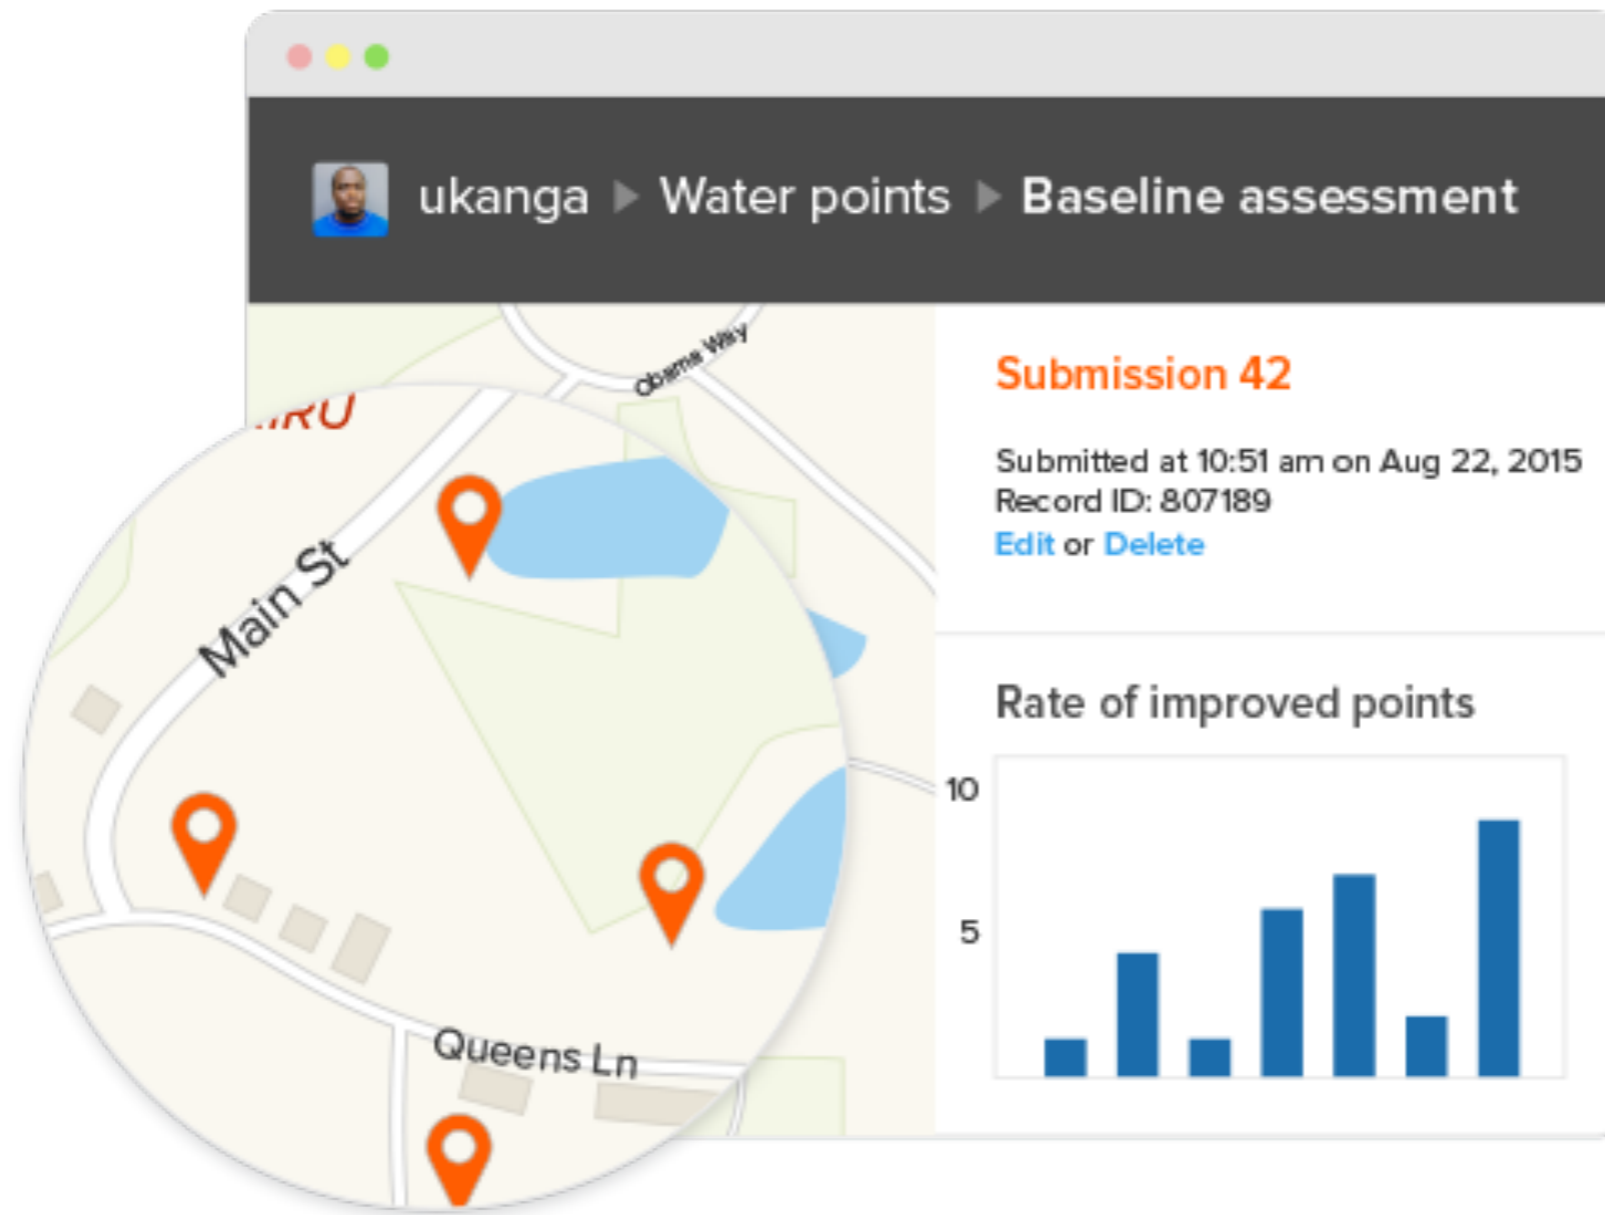 ukanga Water points Baseline assessment
Obama Way
Main St
Queens Ln
Submission 42
Submitted at 10:51 am on Aug 22, 2015
Record ID: 807189
Edit or Delete
Rate of improved points
10
5